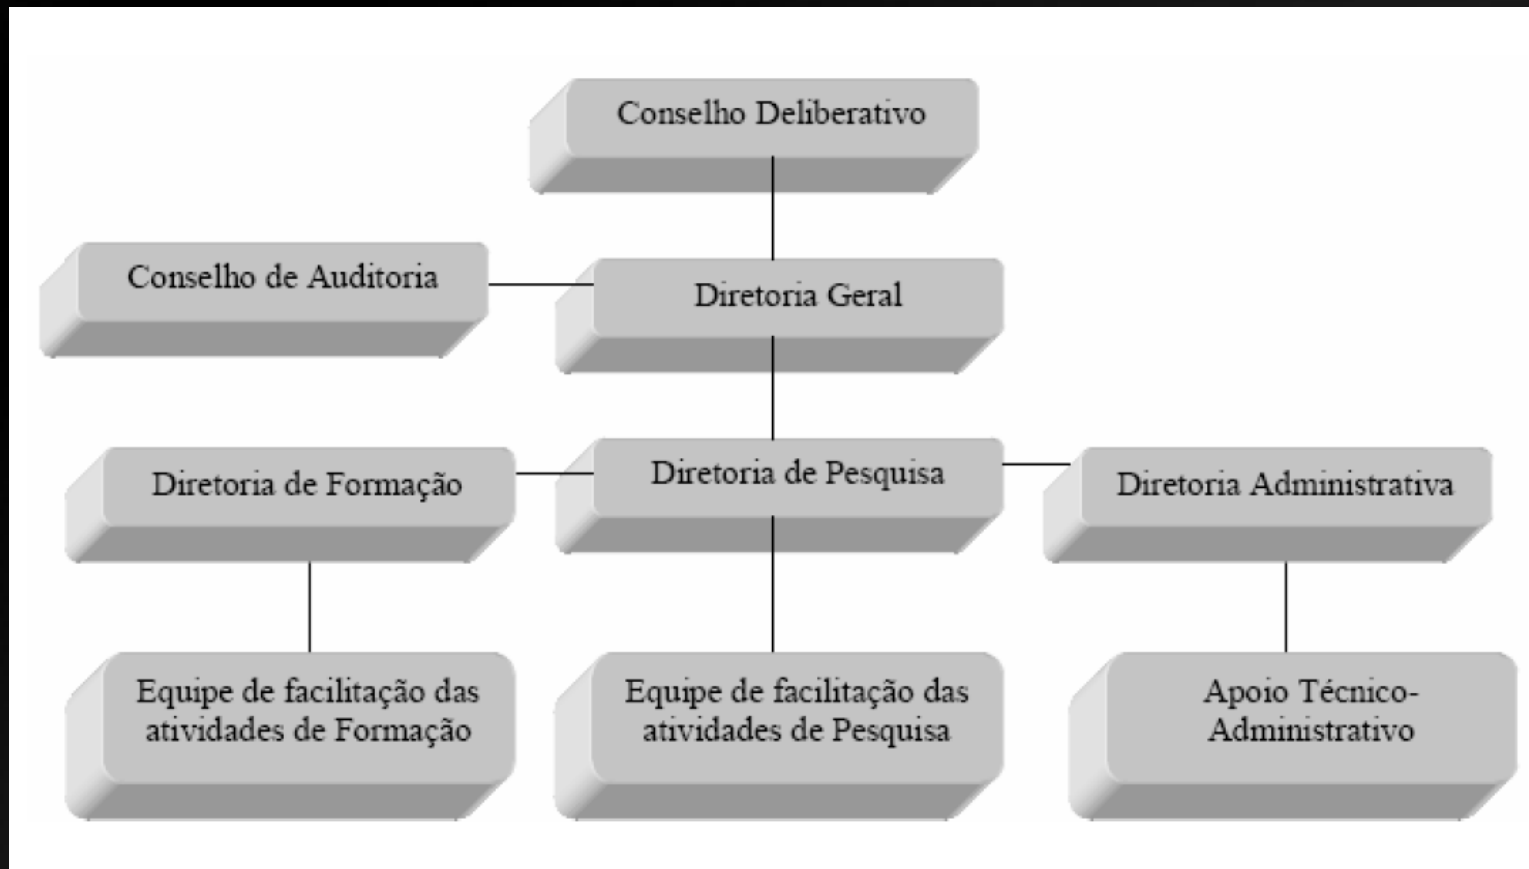 Conselho Deliberativo
Conselho de Auditoria
Diretoria Geral
Diretoria de Formação
Diretoria de Pesquisa
Diretoria Administrativa
Equipe de facilitação das
atividades de Formação
Equipe de facilitação das
atividades de Pesquisa
Apoio Técnico-
Administrativo